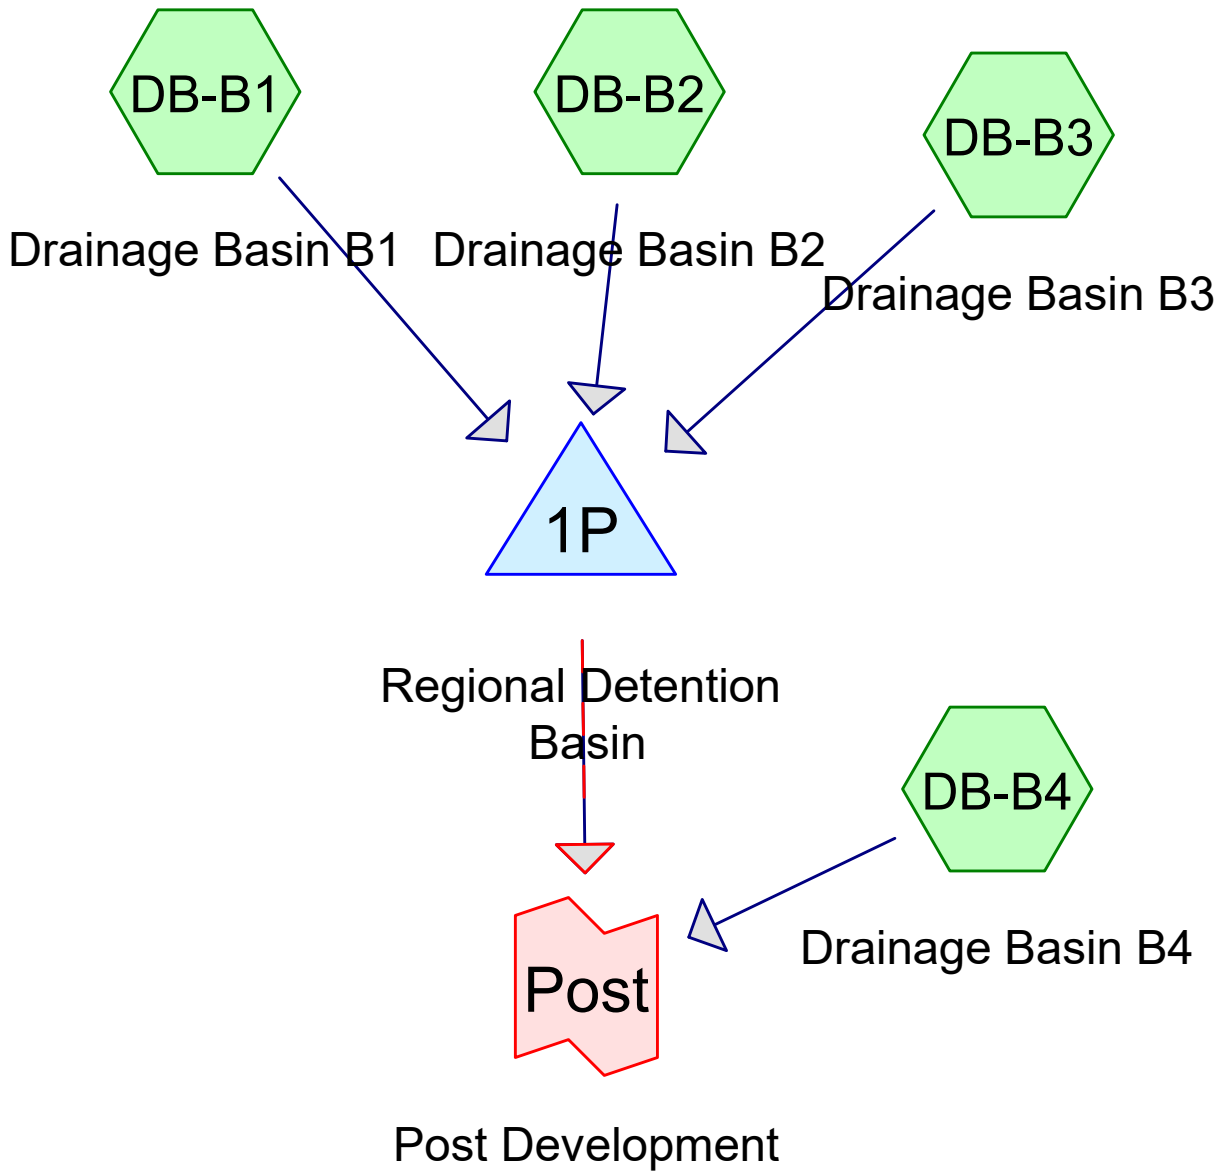 DB-B1
DB-B2
DB-B3
Drainage Basin B1
Drainage Basin B2
Drainage Basin B3
1P
Regional Detention
Basin
DB-B4
Drainage Basin B4
Post
Post Development